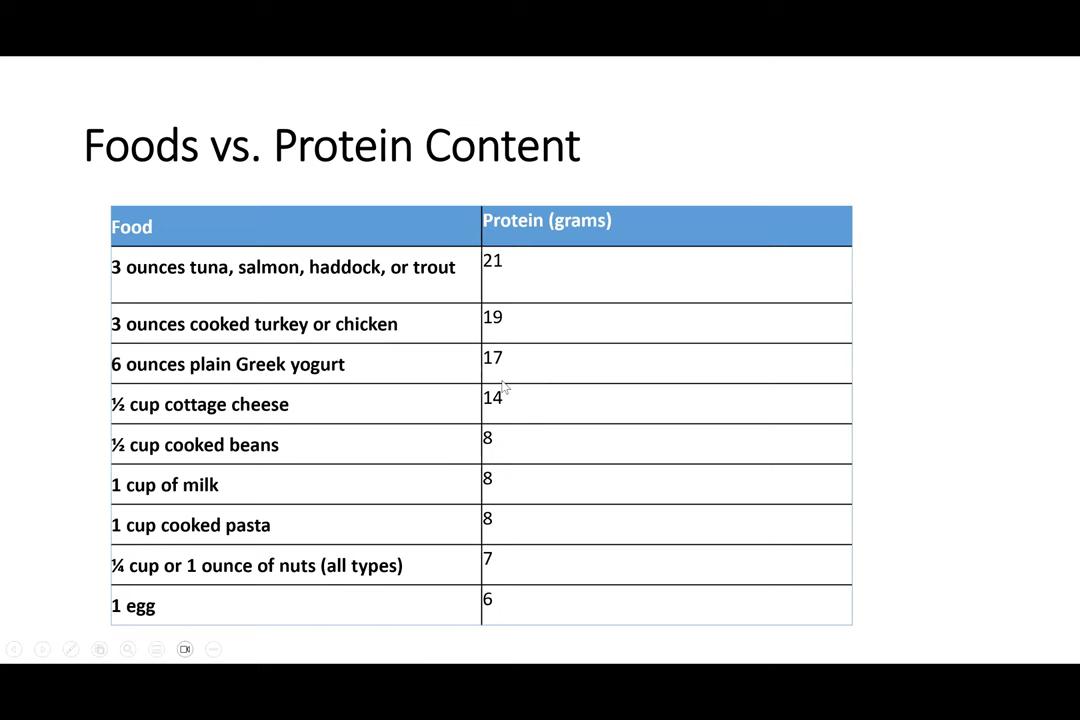 Foods vs. Protein Content
Food Protein (grams)
3 ounces tuna, salmon, haddock, or trout 21
3 ounces cooked turkey or chicken 19
6 ounces plain Greek yogurt 17
½ cup cottage cheese 14
½ cup cooked beans 8
1 cup of milk 8
1 cup cooked pasta 8
¼ cup or 1 ounce of nuts (all types) 7
1 egg 6